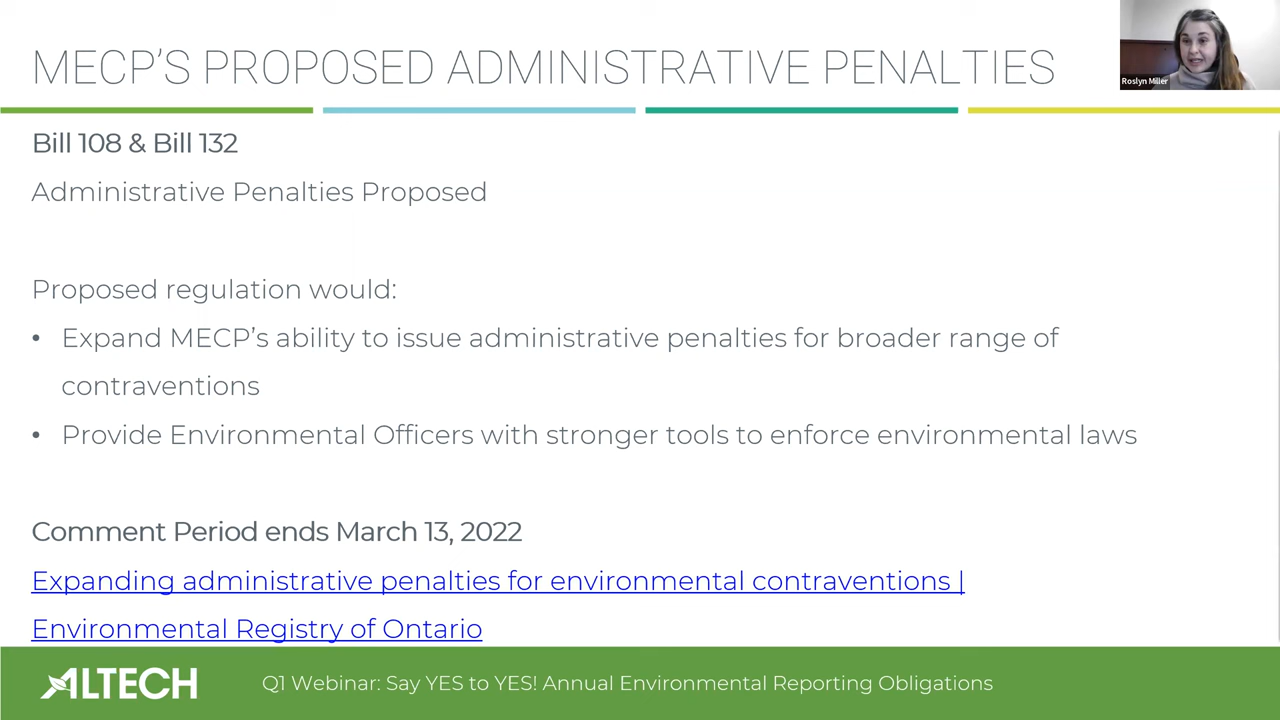 MECP'S PROPOSED ADMINISTRATIVE PENALTIES
Roslyn Miller
Bill 108 & Bill 132
Administrative Penalties Proposed
Proposed regulation would:
• Expand MECP's ability to issue administrative penalties for broader range of
contraventions
• Provide Environmental Officers with stronger tools to enforce environmental laws
Comment Period ends March 13, 2022
Expanding administrative penalties for environmental contraventions |
Environmental Registry of Ontario
ALTECH
Q1 Webinar: Say YES to YES! Annual Environmental Reporting Obligations